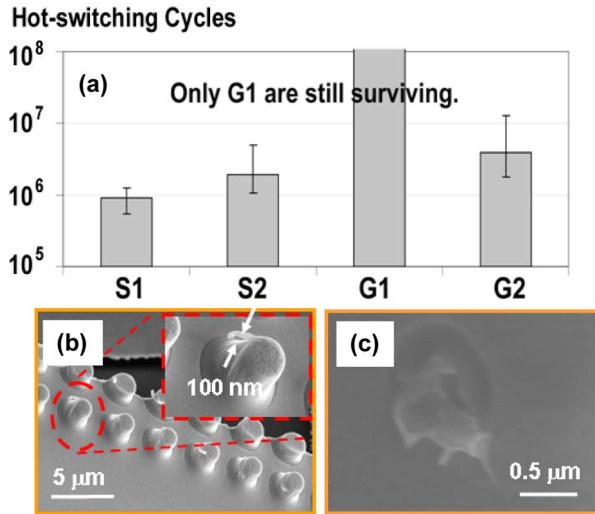 Hot-switching Cycles
10^8
(a)
Only G1 are still surviving.
10^7
10^6
10^5
S1 S2 G1 G2
(b)
100 nm
5 μm
(c)
0.5 μm